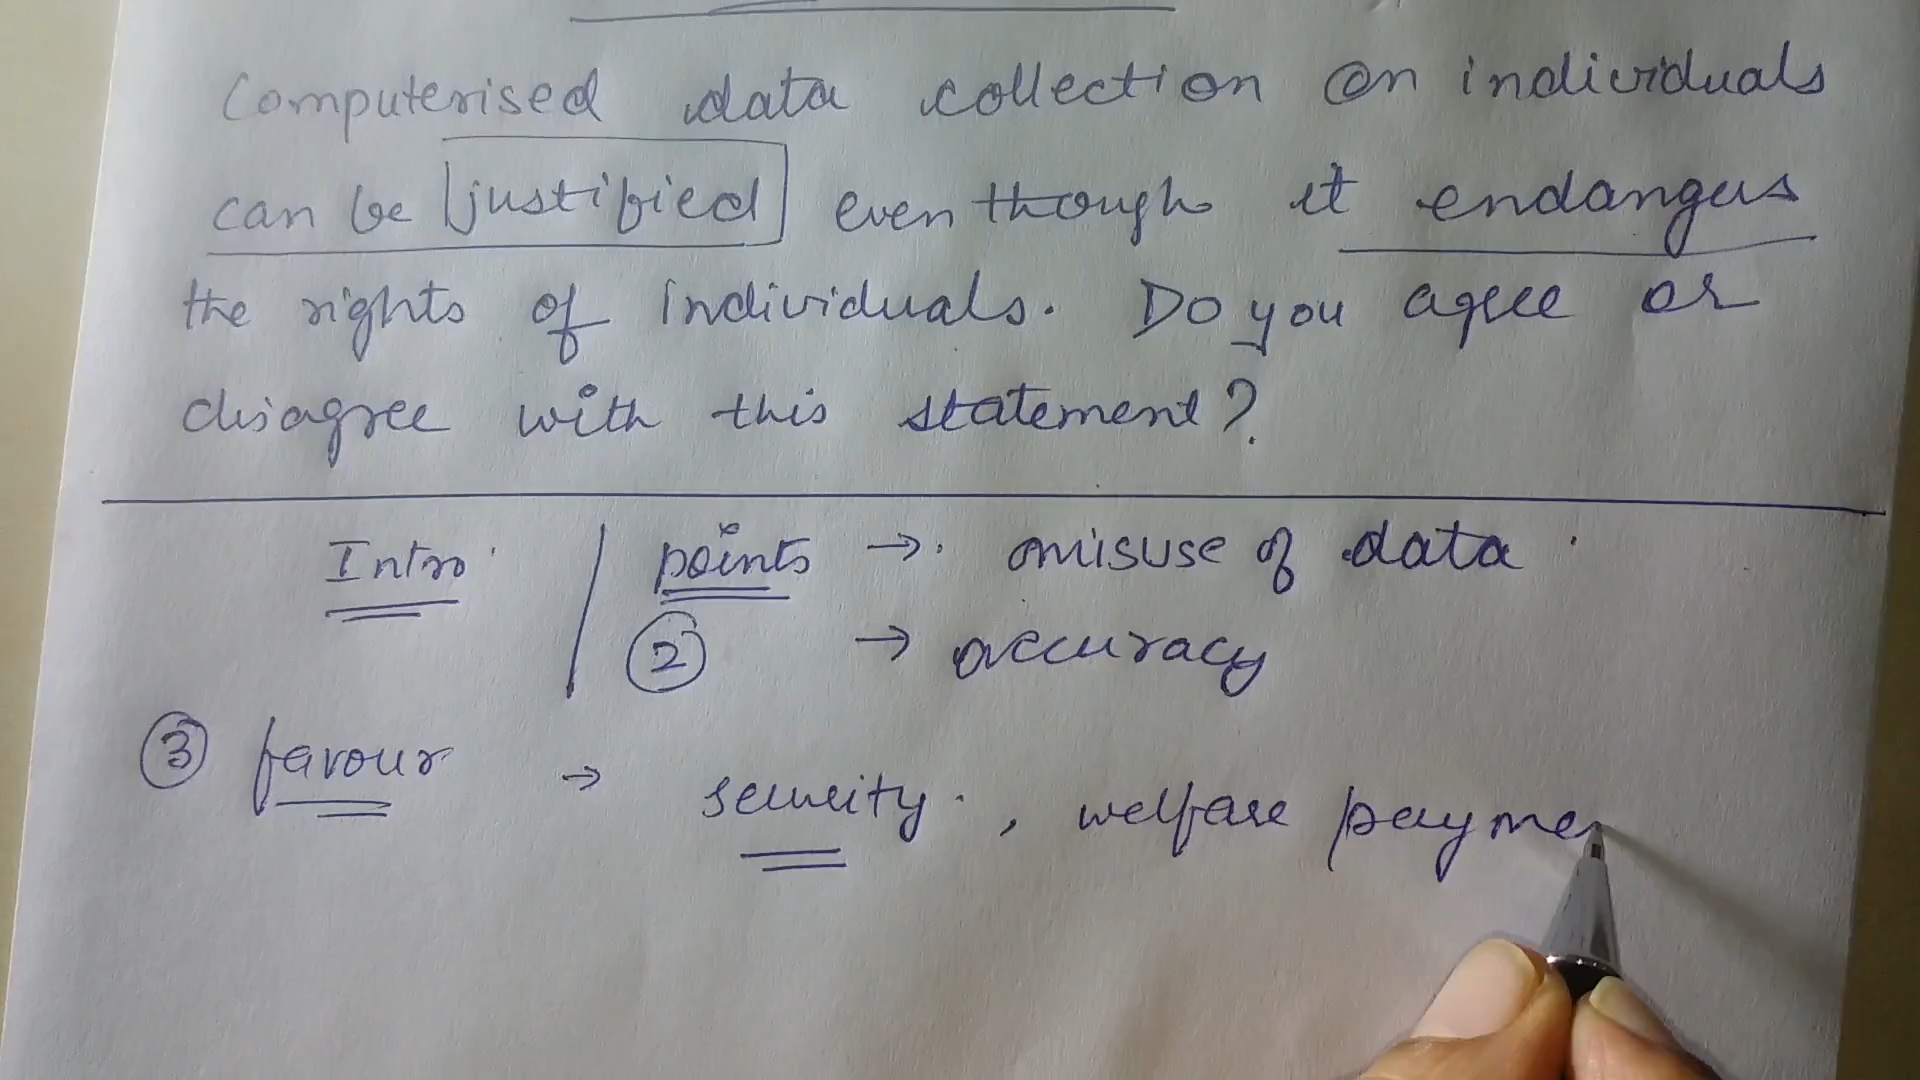 Computerised data collection on individuals
can be justified even though it endangers
the rights of individuals. Do you agree or
disagree with this statement?
Intro points → misuse of data.
② → accuracy
③ favour → security, welfare payme